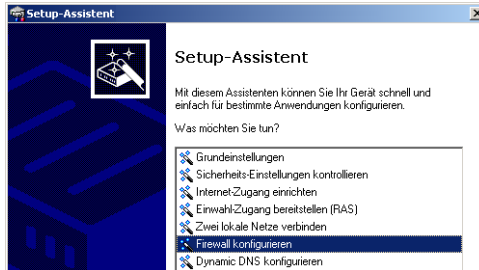 Setup-Assistent
Setup-Assistent
Mit diesem Assistenten können Sie Ihr Gerät schnell und
einfach für bestimmte Anwendungen konfigurieren.
Was möchten Sie tun?
Grundeinstellungen
Sicherheits-Einstellungen kontrollieren
Internet-Zugang einrichten
Einwahl-Zugang bereitstellen (RAS)
Zwei lokale Netze verbinden
Firewall konfigurieren
Dynamic DNS konfigurieren